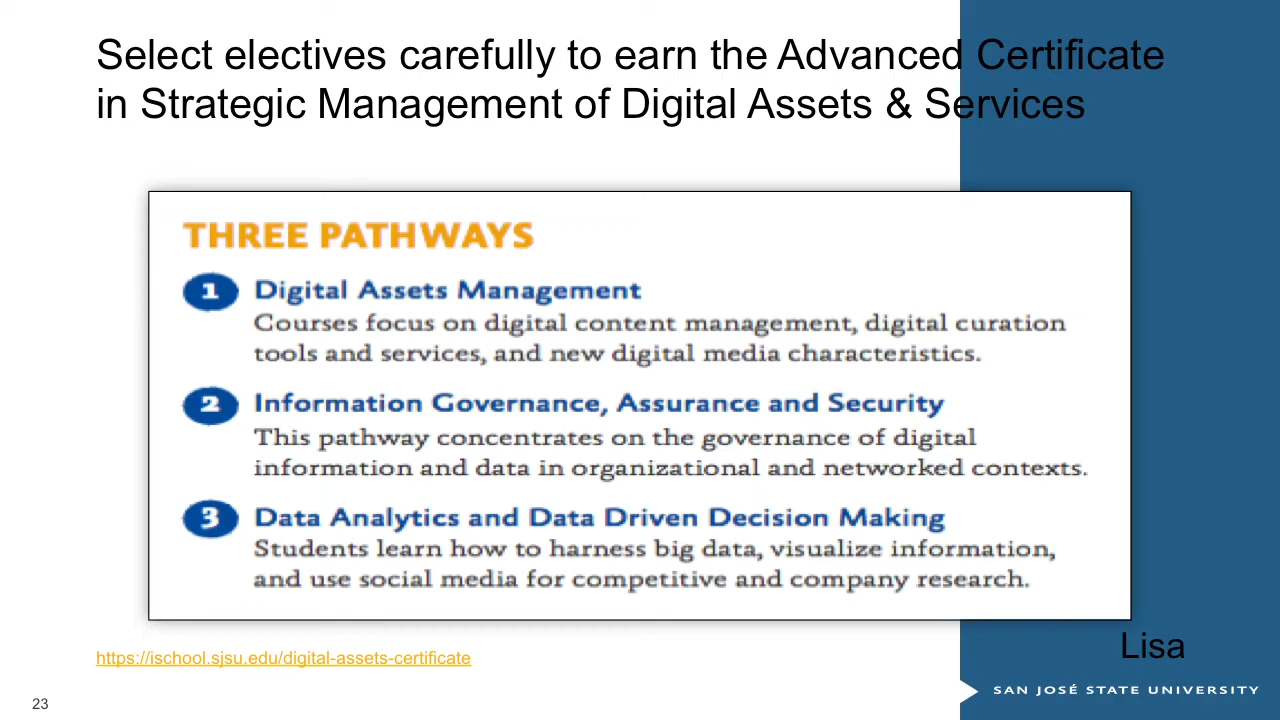 Select electives carefully to earn the Advanced Certificate
in Strategic Management of Digital Assets & Services
THREE PATHWAYS
1 Digital Assets Management
Courses focus on digital content management, digital curation
tools and services, and new digital media characteristics.
2 Information Governance, Assurance and Security
This pathway concentrates on the governance of digital
information and data in organizational and networked contexts.
3 Data Analytics and Data Driven Decision Making
Students learn how to harness big data, visualize information,
and use social media for competitive and company research.
Lisa
https://ischool.sjsu.edu/digital-assets-certificate
SAN JOSÉ STATE UNIVERSITY
23